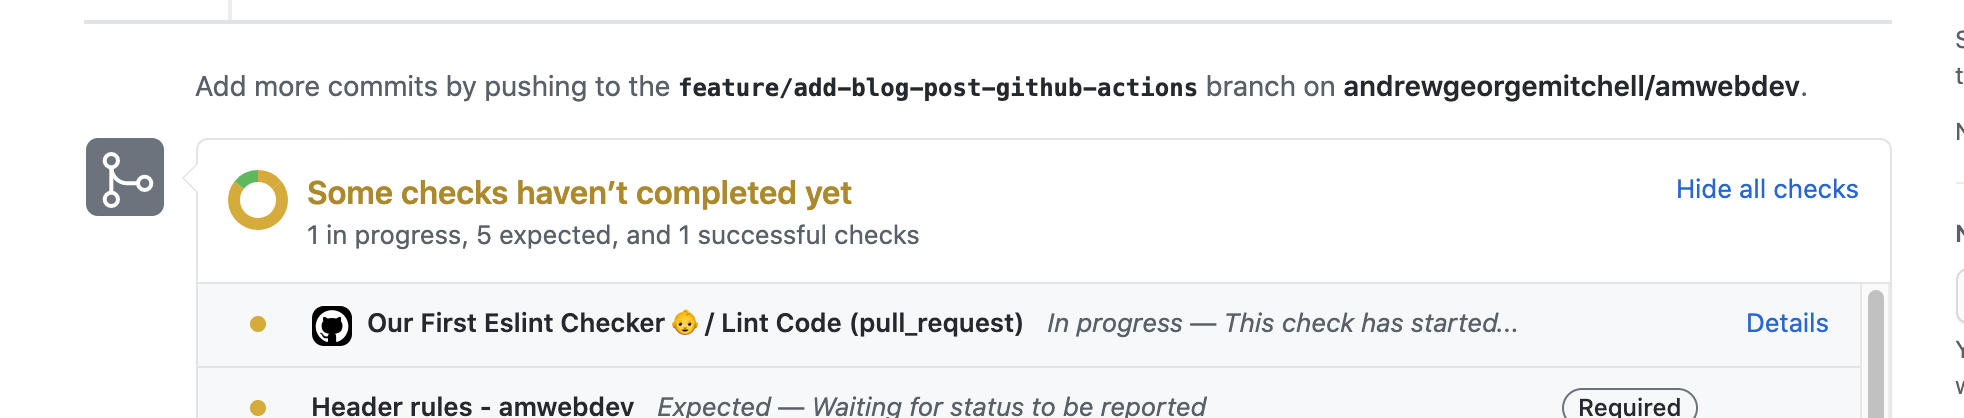 Add more commits by pushing to the feature/add-blog-post-github-actions branch on andrewgeorgemitchell/amwebdev.
Some checks haven’t completed yet
Hide all checks
1 in progress, 5 expected, and 1 successful checks
Our First Eslint Checker 👶 / Lint Code (pull_request) In progress — This check has started... Details
Header rules - amwebdev Expected — Waiting for status to be reported Required